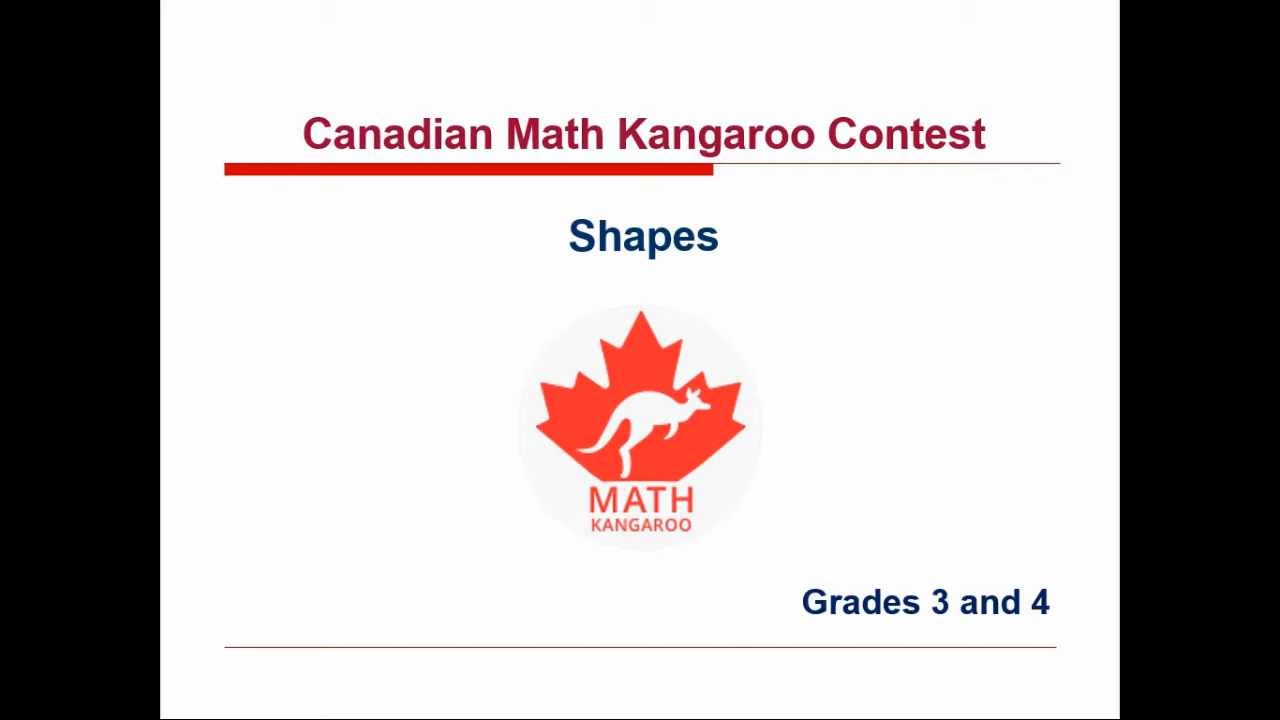 Canadian Math Kangaroo Contest
Shapes
MATH
KANGAROO
Grades 3 and 4